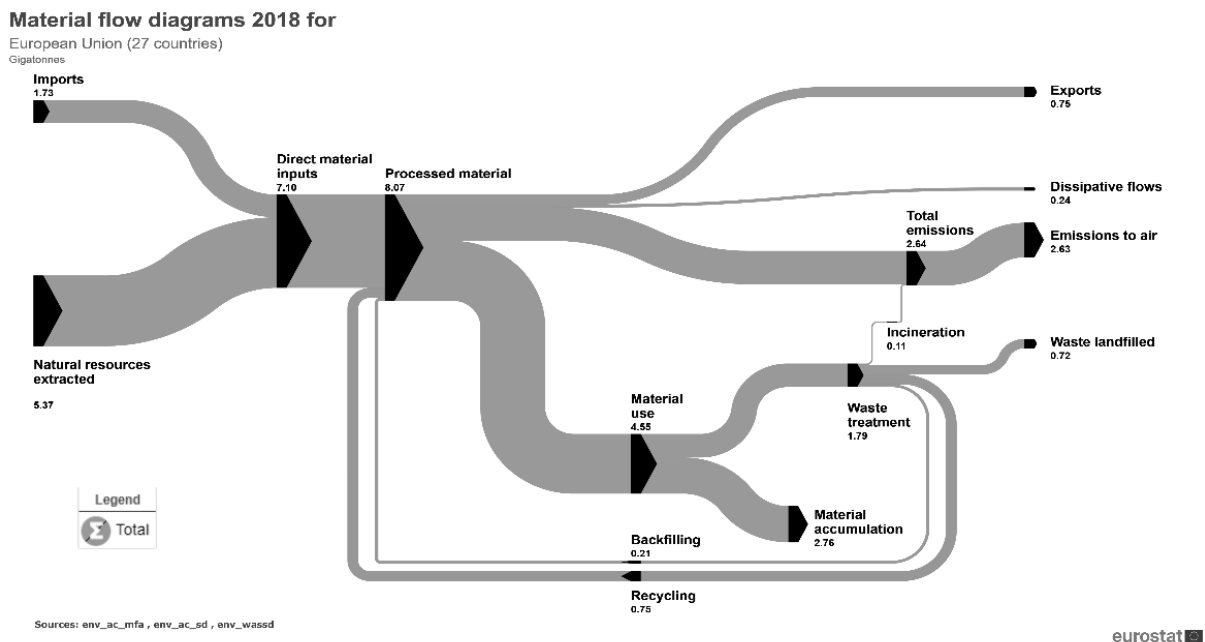 Material flow diagrams 2018 for
European Union (27 countries)
Gigatonnes
Imports
1.73
Exports
0.75
Direct material
inputs
7.10
Processed material
8.07
Dissipative flows
0.24
Total
emissions
2.64
Emissions to air
2.63
Incineration
0.11
Waste landfilled
0.72
Natural resources
extracted
5.37
Material
use
4.55
Waste
treatment
1.79
Legend
Σ Total
Material
accumulation
2.76
Backfilling
0.21
Recycling
0.75
Sources: env_ac_mfa , env_ac_sd , env_wassd
eurostat